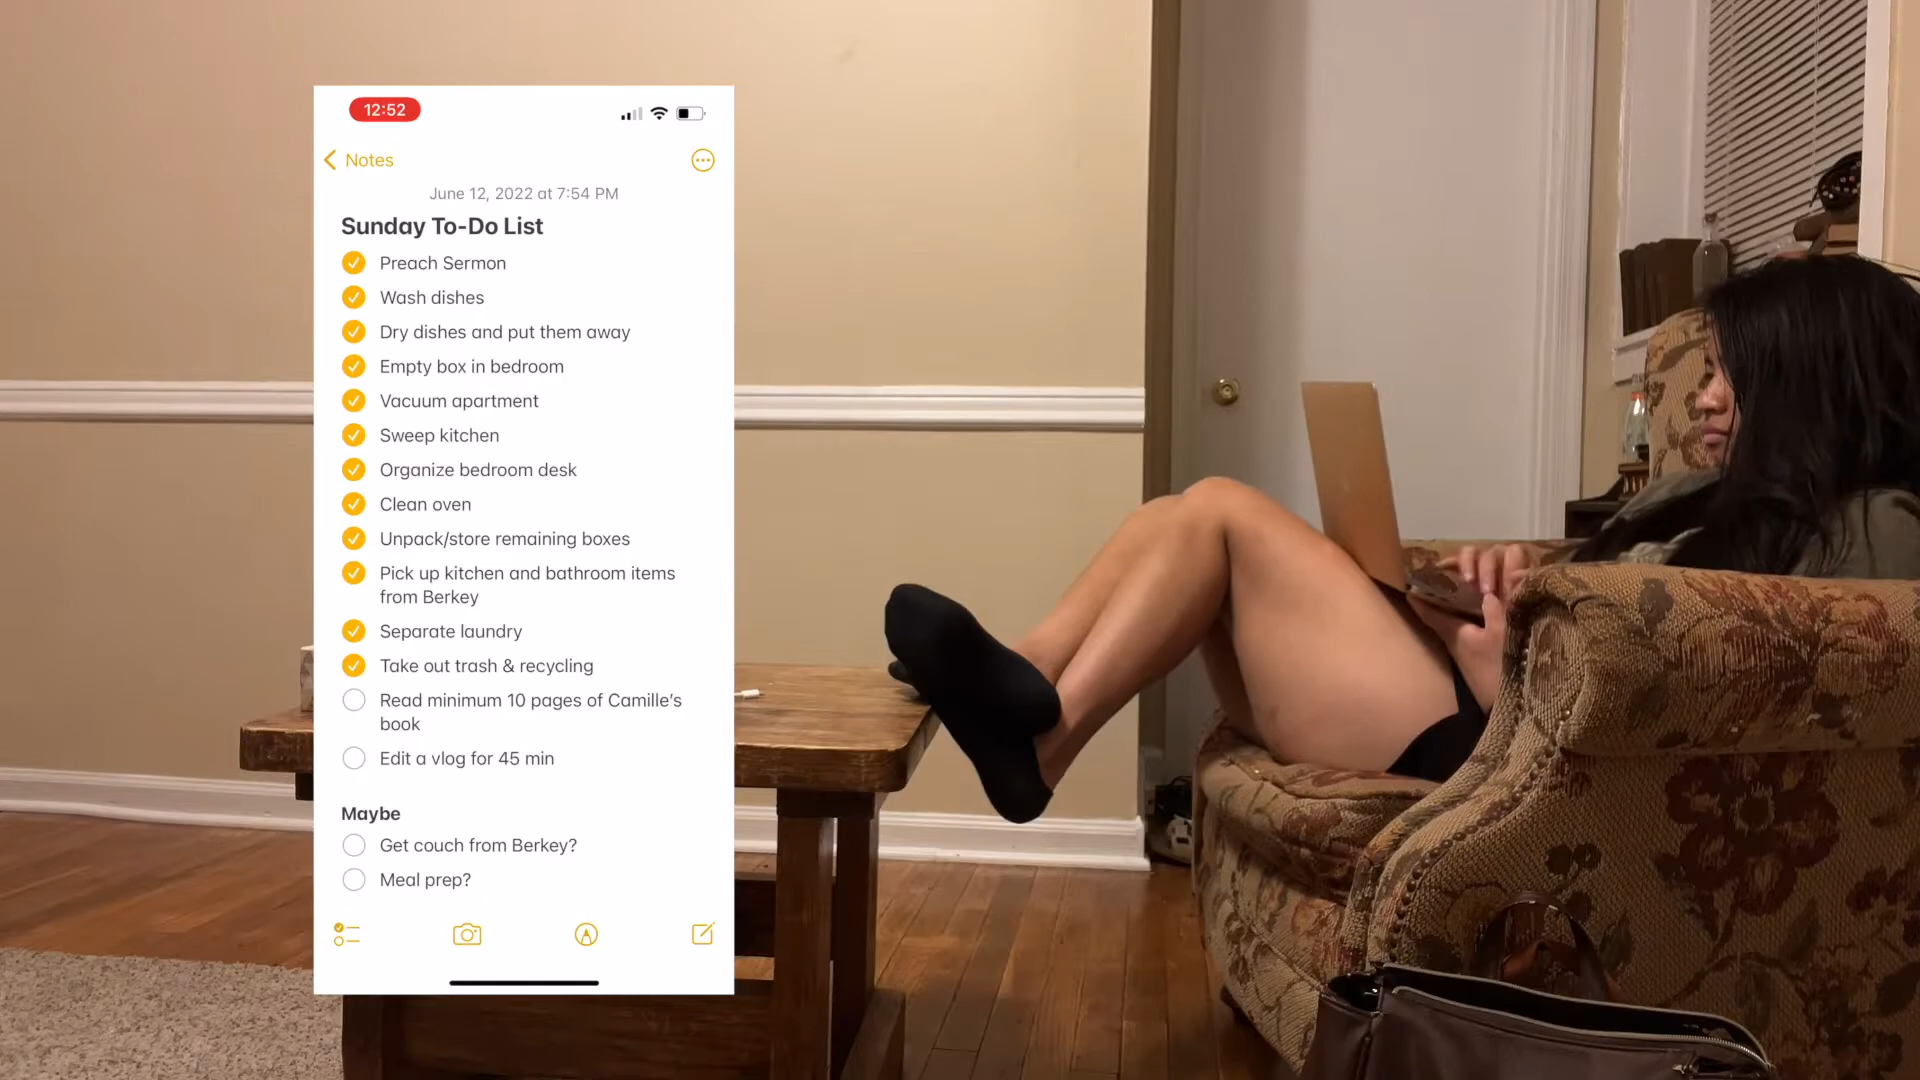 12:52
Notes
June 12, 2022 at 7:54 PM
Sunday To-Do List
Preach Sermon
Wash dishes
Dry dishes and put them away
Empty box in bedroom
Vacuum apartment
Sweep kitchen
Organize bedroom desk
Clean oven
Unpack/store remaining boxes
Pick up kitchen and bathroom items
from Berkey
Separate laundry
Take out trash & recycling
Read minimum 10 pages of Camille’s
book
Edit a vlog for 45 min
Maybe
Get couch from Berkey?
Meal prep?